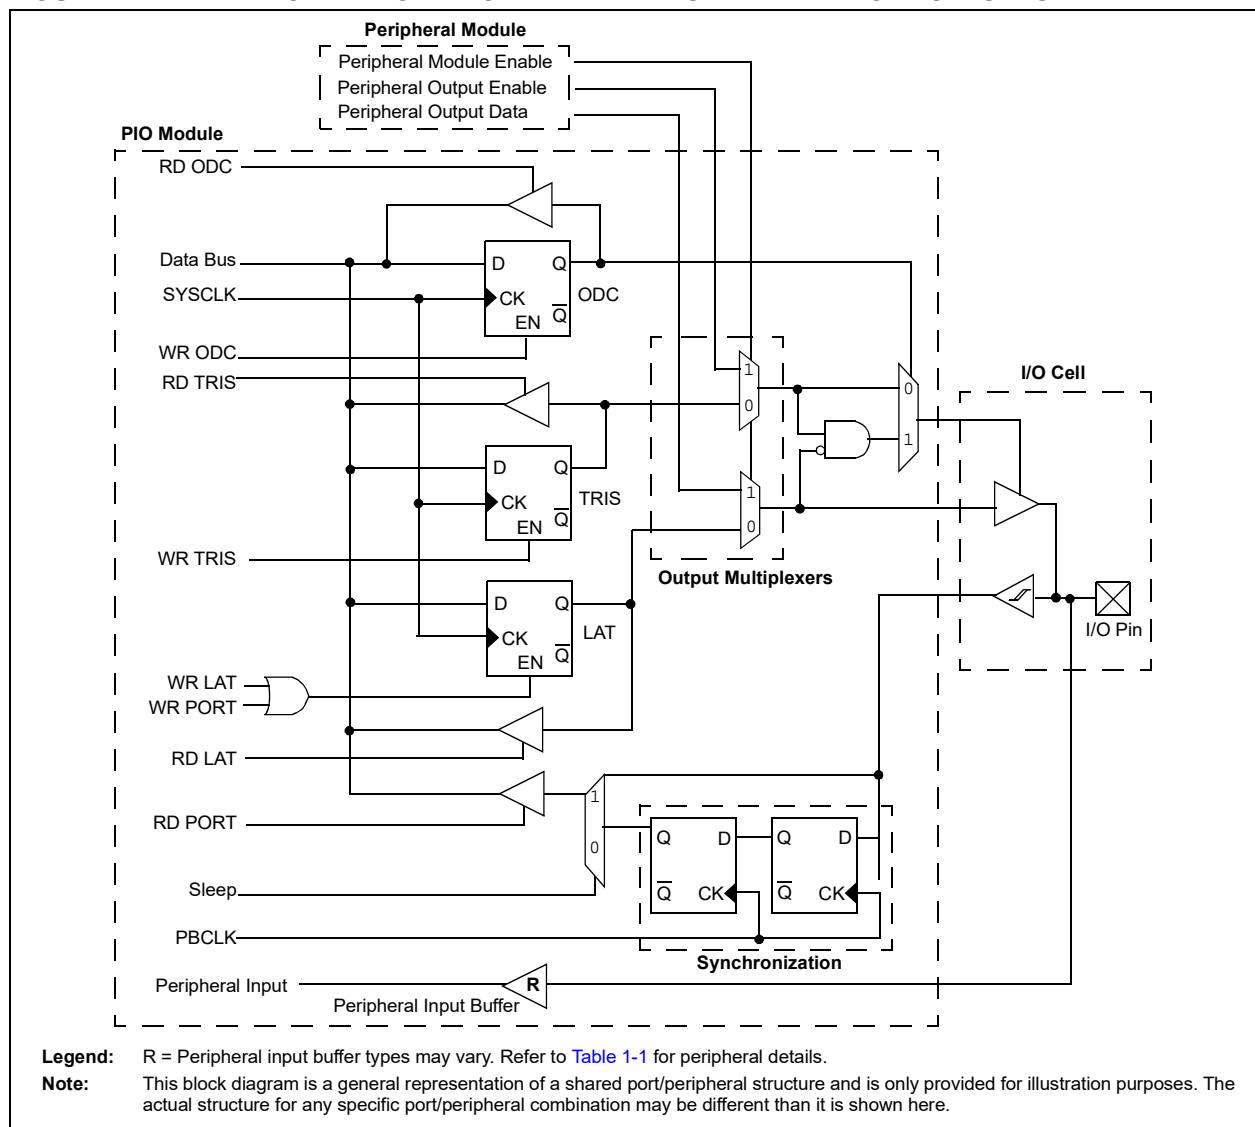 Peripheral Module
Peripheral Module Enable
Peripheral Output Enable
Peripheral Output Data
PIO Module
RD ODC
Data Bus
D
Q
SYSCLK
CK
ODC
EN
Q
WR ODC
RD TRIS
1
0
0
1
I/O Cell
D
Q
CK
TRIS
EN
Q
1
0
WR TRIS
Output Multiplexers
D
Q
CK
LAT
EN
Q
I/O Pin
WR LAT
WR PORT
RD LAT
1
RD PORT
0
Q
D
Q
D
Sleep
Q
CK
Q
CK
PBCLK
Synchronization
Peripheral Input
R
Peripheral Input Buffer
Legend: R = Peripheral input buffer types may vary. Refer to Table 1-1 for peripheral details.
Note: This block diagram is a general representation of a shared port/peripheral structure and is only provided for illustration purposes. The
actual structure for any specific port/peripheral combination may be different than it is shown here.